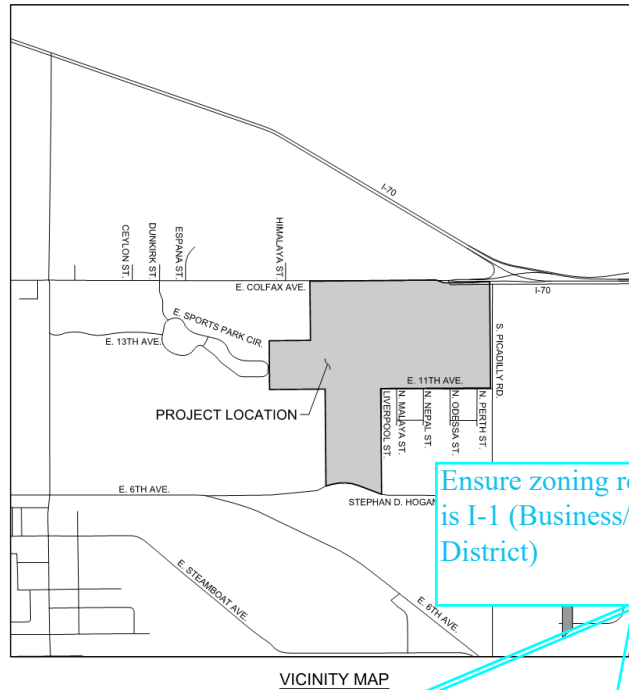 I-70
CEYLON ST.
DUNKIRK ST.
ESPANA ST.
HIMALAYA ST.
E. COLFAX AVE.
I-70
E. SPORTS PARK CIR.
E. 13TH AVE.
S. PICADILLY RD.
E. 11TH AVE.
PROJECT LOCATION
LIVERPOOL ST.
N. MALAYA ST.
N. NEPAL ST.
N. ODESSA ST.
N. PERTH ST.
E. 6TH AVE.
STEPHAN D. HOGAN
Ensure zoning
is I-1 (Business/
District)
E. STEAMBOAT AVE.
E. 6TH AVE.
VICINITY MAP